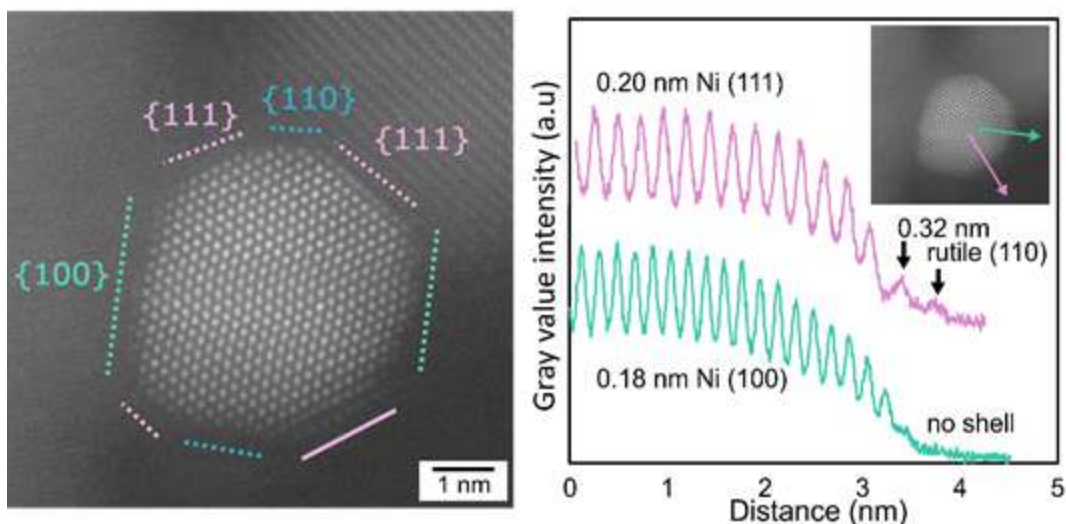 {111}
{110}
{111}
{100}
1 nm
Gray value intensity (a.u)
0.20 nm Ni (111)
0.32 nm
rutile (110)
0.18 nm Ni (100)
no shell
0 1 2 3 4 5
Distance (nm)